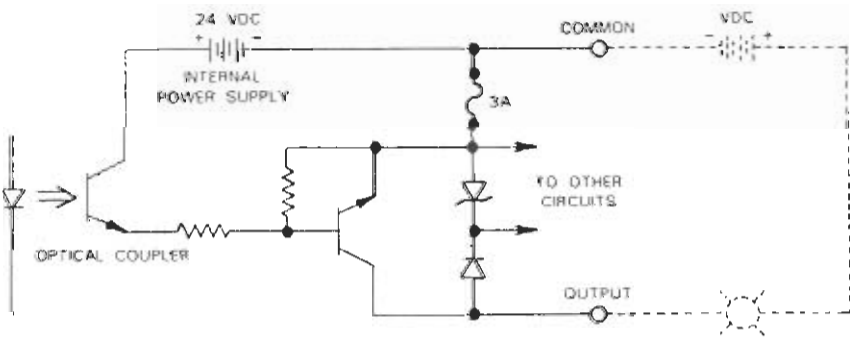 24 VDC
+ -
INTERNAL
POWER SUPPLY
COMMON
VDC
- +
3A
TO OTHER
CIRCUITS
OPTICAL COUPLER
OUTPUT